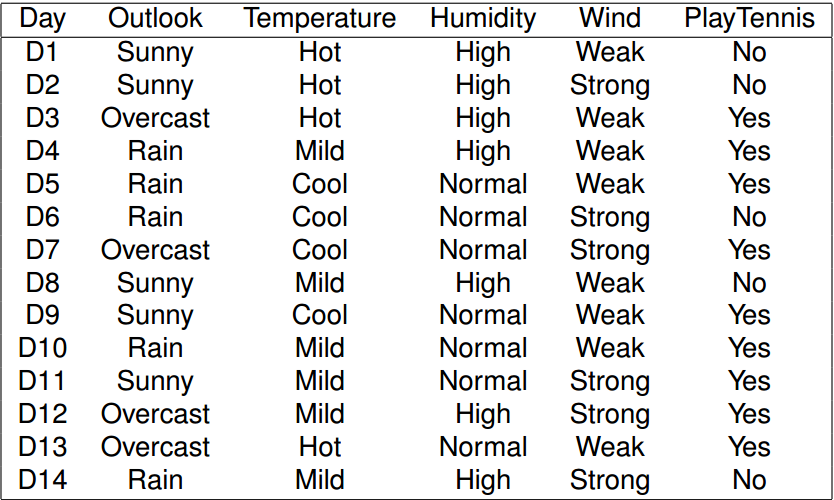 Day Outlook Temperature Humidity Wind PlayTennis
D1 Sunny Hot High Weak No
D2 Sunny Hot High Strong No
D3 Overcast Hot High Weak Yes
D4 Rain Mild High Weak Yes
D5 Rain Cool Normal Weak Yes
D6 Rain Cool Normal Strong No
D7 Overcast Cool Normal Strong Yes
D8 Sunny Mild High Weak No
D9 Sunny Cool Normal Weak Yes
D10 Rain Mild Normal Weak Yes
D11 Sunny Mild Normal Strong Yes
D12 Overcast Mild High Strong Yes
D13 Overcast Hot Normal Weak Yes
D14 Rain Mild High Strong No